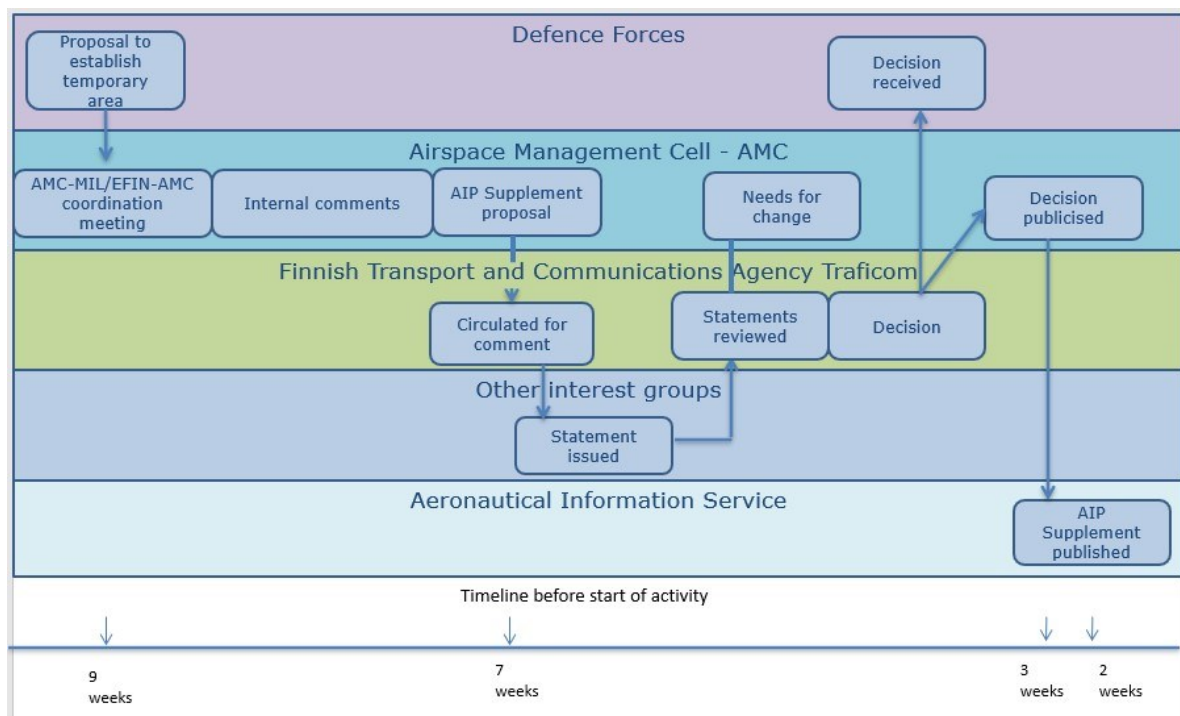 Defence Forces
Proposal to
establish
temporary
area
Decision
received
Airspace Management Cell - AMC
AMC-MIL/EFIN-AMC
coordination
meeting
Internal comments
AIP Supplement
proposal
Needs for
change
Decision
publicised
Finnish Transport and Communications Agency Traficom
Circulated for
comment
Statements
reviewed
Decision
Other interest groups
Statement
issued
Aeronautical Information Service
AIP
Supplement
published
Timeline before start of activity
9
weeks
7
weeks
3
weeks
2
weeks